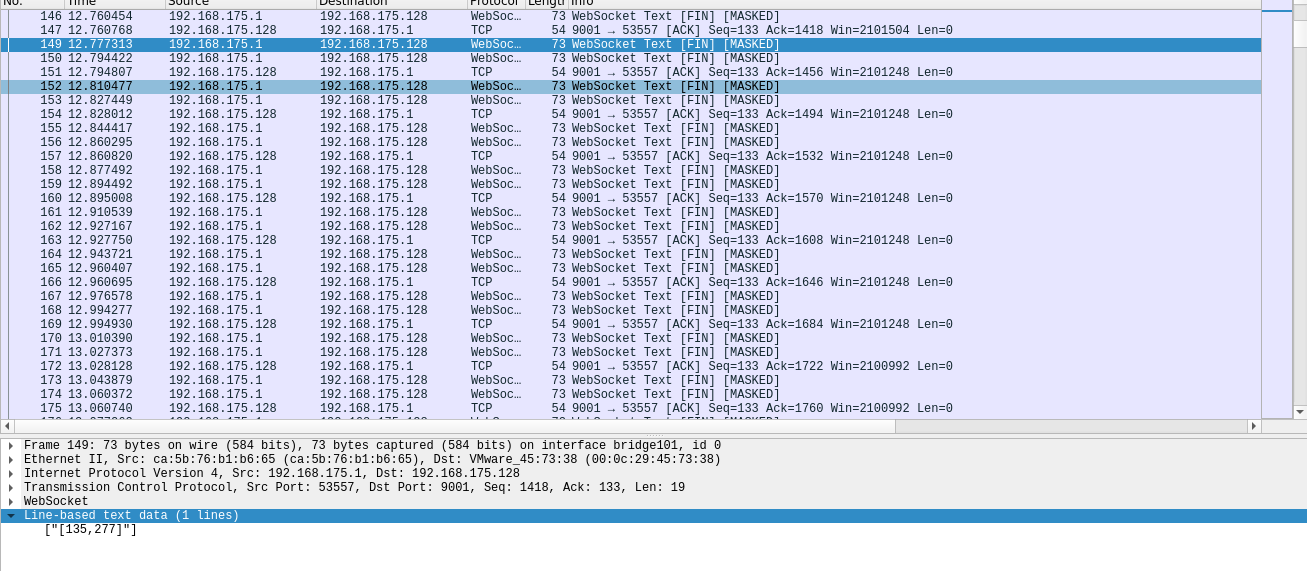 No. Time Source Destination Protocol Length Info
146 12.760454 192.168.175.1 192.168.175.128 WebSoc… 73 WebSocket Text [FIN] [MASKED]
147 12.760768 192.168.175.128 192.168.175.1 TCP 54 9001 → 53557 [ACK] Seq=133 Ack=1418 Win=2101504 Len=0
149 12.777313 192.168.175.1 192.168.175.128 WebSoc… 73 WebSocket Text [FIN] [MASKED]
150 12.794422 192.168.175.1 192.168.175.128 WebSoc… 73 WebSocket Text [FIN] [MASKED]
151 12.794807 192.168.175.128 192.168.175.1 TCP 54 9001 → 53557 [ACK] Seq=133 Ack=1456 Win=2101248 Len=0
152 12.810477 192.168.175.1 192.168.175.128 WebSoc… 73 WebSocket Text [FIN] [MASKED]
153 12.827449 192.168.175.1 192.168.175.128 WebSoc… 73 WebSocket Text [FIN] [MASKED]
154 12.828012 192.168.175.128 192.168.175.1 TCP 54 9001 → 53557 [ACK] Seq=133 Ack=1494 Win=2101248 Len=0
155 12.844417 192.168.175.1 192.168.175.128 WebSoc… 73 WebSocket Text [FIN] [MASKED]
156 12.860295 192.168.175.1 192.168.175.128 WebSoc… 73 WebSocket Text [FIN] [MASKED]
157 12.860820 192.168.175.128 192.168.175.1 TCP 54 9001 → 53557 [ACK] Seq=133 Ack=1532 Win=2101248 Len=0
158 12.877492 192.168.175.1 192.168.175.128 WebSoc… 73 WebSocket Text [FIN] [MASKED]
159 12.894492 192.168.175.1 192.168.175.128 WebSoc… 73 WebSocket Text [FIN] [MASKED]
160 12.895008 192.168.175.128 192.168.175.1 TCP 54 9001 → 53557 [ACK] Seq=133 Ack=1570 Win=2101248 Len=0
161 12.910539 192.168.175.1 192.168.175.128 WebSoc… 73 WebSocket Text [FIN] [MASKED]
162 12.927167 192.168.175.1 192.168.175.128 WebSoc… 73 WebSocket Text [FIN] [MASKED]
163 12.927750 192.168.175.128 192.168.175.1 TCP 54 9001 → 53557 [ACK] Seq=133 Ack=1608 Win=2101248 Len=0
164 12.943721 192.168.175.1 192.168.175.128 WebSoc… 73 WebSocket Text [FIN] [MASKED]
165 12.960407 192.168.175.1 192.168.175.128 WebSoc… 73 WebSocket Text [FIN] [MASKED]
166 12.960695 192.168.175.128 192.168.175.1 TCP 54 9001 → 53557 [ACK] Seq=133 Ack=1646 Win=2101248 Len=0
167 12.976578 192.168.175.1 192.168.175.128 WebSoc… 73 WebSocket Text [FIN] [MASKED]
168 12.994277 192.168.175.1 192.168.175.128 WebSoc… 73 WebSocket Text [FIN] [MASKED]
169 12.994930 192.168.175.128 192.168.175.1 TCP 54 9001 → 53557 [ACK] Seq=133 Ack=1684 Win=2101248 Len=0
170 13.010390 192.168.175.1 192.168.175.128 WebSoc… 73 WebSocket Text [FIN] [MASKED]
171 13.027373 192.168.175.1 192.168.175.128 WebSoc… 73 WebSocket Text [FIN] [MASKED]
172 13.028128 192.168.175.128 192.168.175.1 TCP 54 9001 → 53557 [ACK] Seq=133 Ack=1722 Win=2100992 Len=0
173 13.043879 192.168.175.1 192.168.175.128 WebSoc… 73 WebSocket Text [FIN] [MASKED]
174 13.060372 192.168.175.1 192.168.175.128 WebSoc… 73 WebSocket Text [FIN] [MASKED]
175 13.060740 192.168.175.128 192.168.175.1 TCP 54 9001 → 53557 [ACK] Seq=133 Ack=1760 Win=2100992 Len=0
Frame 149: 73 bytes on wire (584 bits), 73 bytes captured (584 bits) on interface bridge101, id 0
Ethernet II, Src: ca:5b:76:b1:b6:65 (ca:5b:76:b1:b6:65), Dst: VMware_45:73:38 (00:0c:29:45:73:38)
Internet Protocol Version 4, Src: 192.168.175.1, Dst: 192.168.175.128
Transmission Control Protocol, Src Port: 53557, Dst Port: 9001, Seq: 1418, Ack: 133, Len: 19
WebSocket
Line-based text data (1 lines)
["[135,277]"]